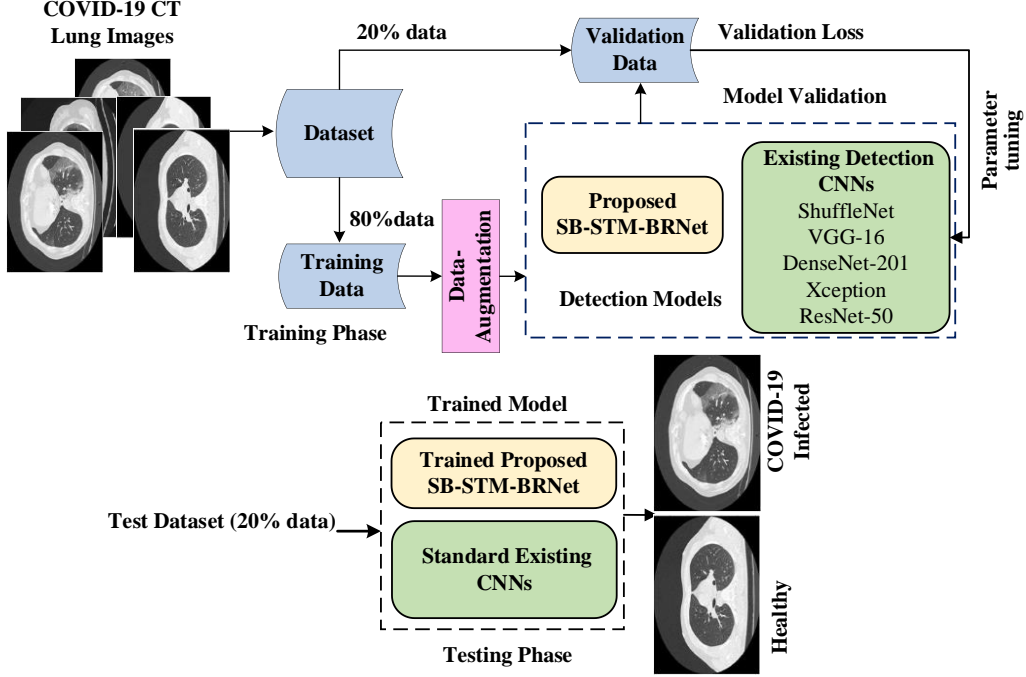 COVID-19 CT
Lung Images
20% data
Validation
Data
Validation Loss
Parameter
tuning
Model Validation
Dataset
80%data
Training
Data
Training Phase
Data-
Augmentation
Proposed
SB-STM-BRNet
Detection Models
Existing Detection
CNNs
ShuffleNet
VGG-16
DenseNet-201
Xception
ResNet-50
Trained Model
Trained Proposed
SB-STM-BRNet
Test Dataset (20% data)
Standard Existing
CNNs
Testing Phase
COVID-19
Infected
Healthy